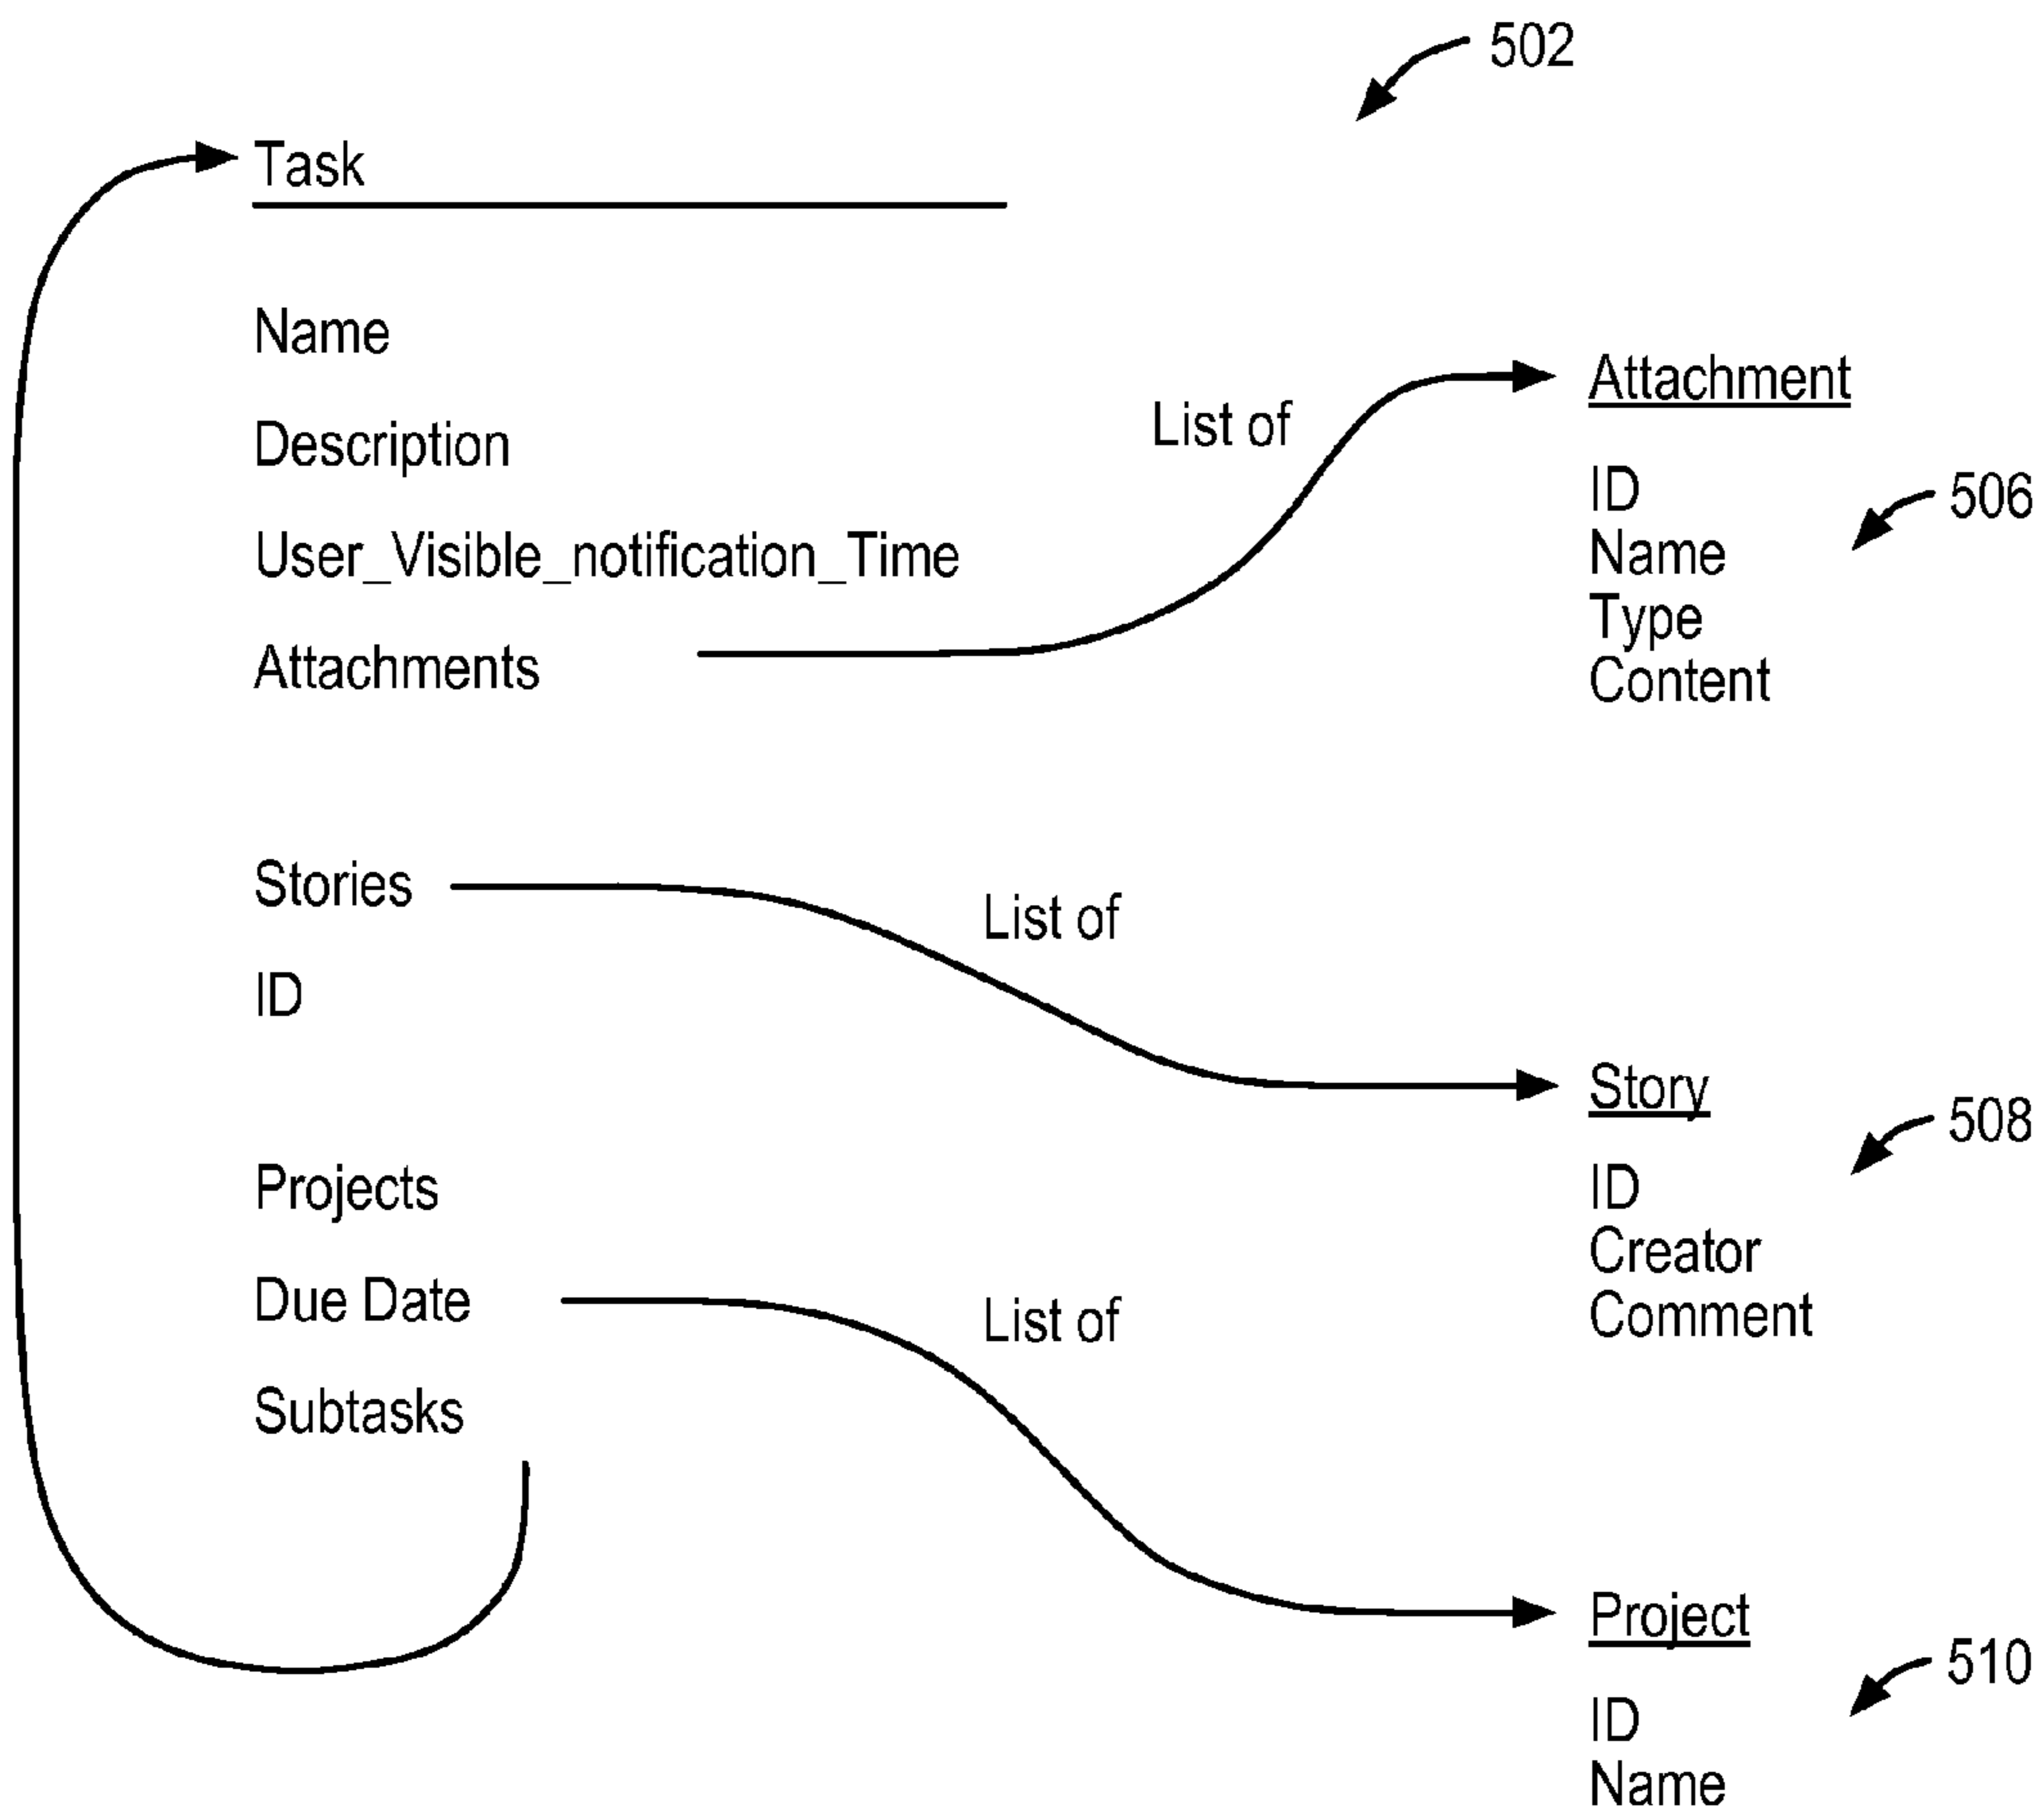 502
Task
Name
Description
User_Visible_notification_Time
Attachments
List of
Attachment
ID
Name
Type
Content
506
Stories
ID
List of
Story
ID
Creator
Comment
508
Projects
Due Date
Subtasks
List of
Project
ID
Name
510